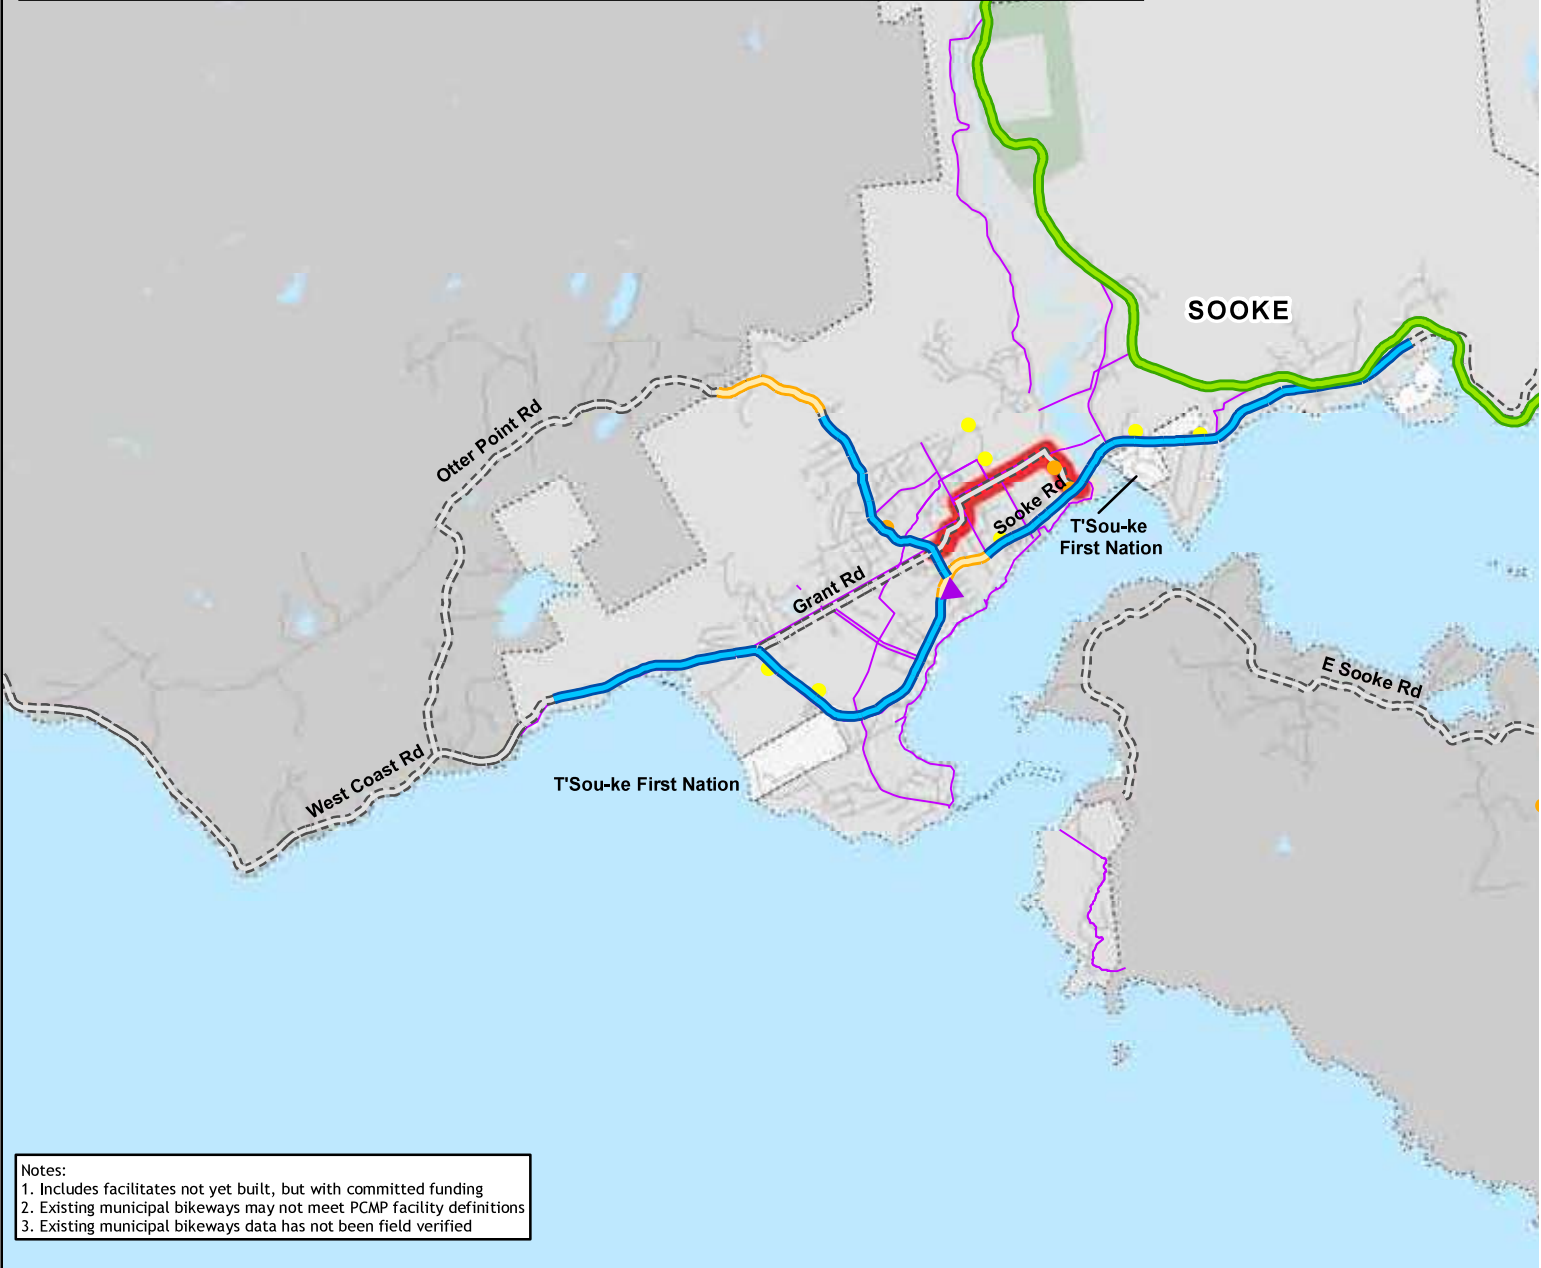 SOOKE
Otter Point Rd
Sooke Rd
T'Sou-ke
First Nation
Grant Rd
E Sooke Rd
West Coast Rd
T'Sou-ke First Nation
Notes:
1. Includes facilitates not yet built, but with committed funding
2. Existing municipal bikeways may not meet PCMP facility definitions
3. Existing municipal bikeways data has not been field verified